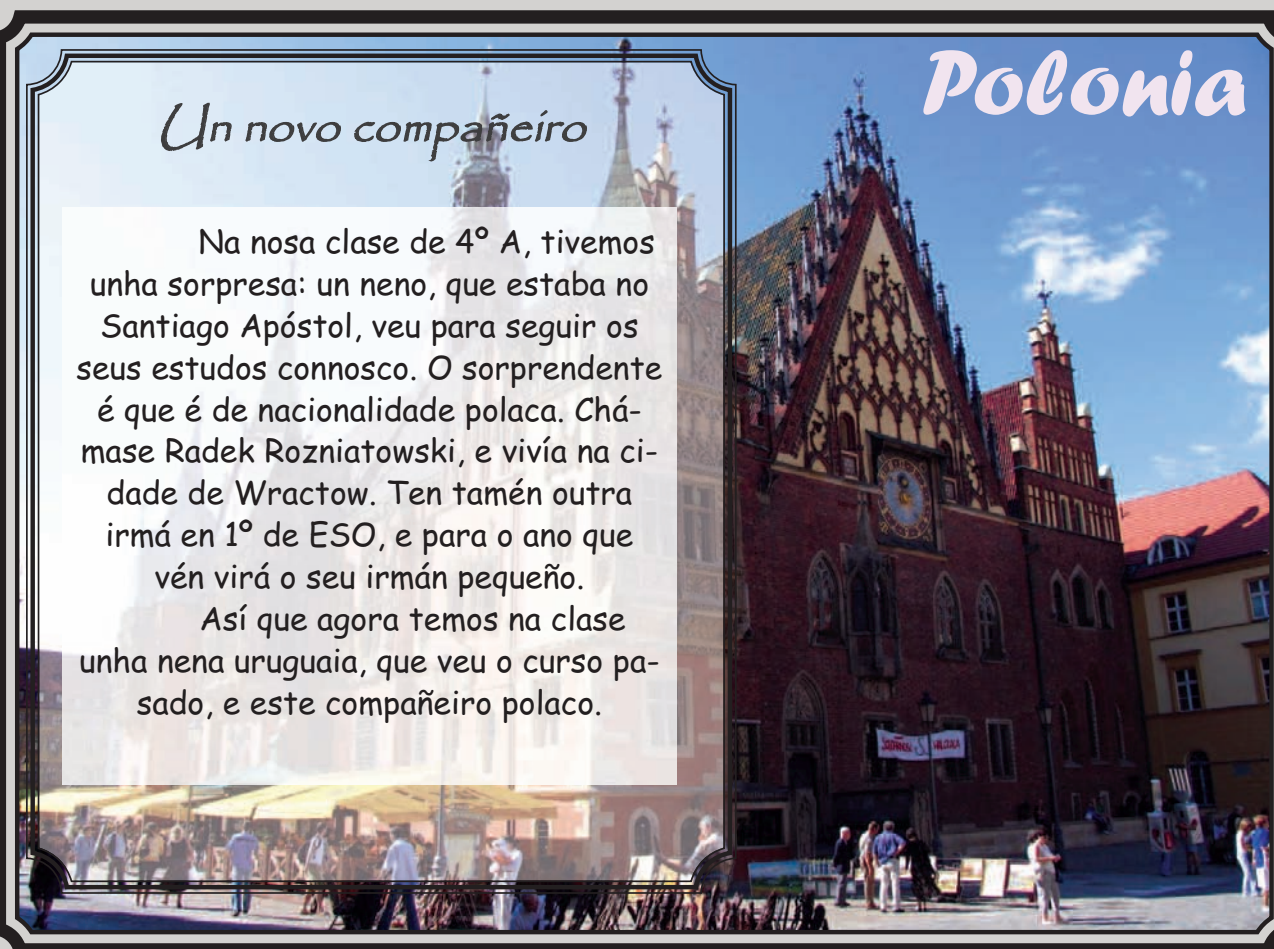 Polonia
Un novo compañeiro
Na nosa clase de 4º A, tivemos
unha sorpresa: un neno, que estaba no
Santiago Apóstol, veu para seguir os
seus estudos connosco. O sorprendente
é que é de nacionalidade polaca. Chá-
mase Radek Rozniatowski, e vivía na ci-
dade de Wractow. Ten tamén outra
irmá en 1º de ESO, e para o ano que
vén virá o seu irmán pequeño.
Así que agora temos na clase
unha nena uruguaia, que veu o curso pa-
sado, e este compañeiro polaco.